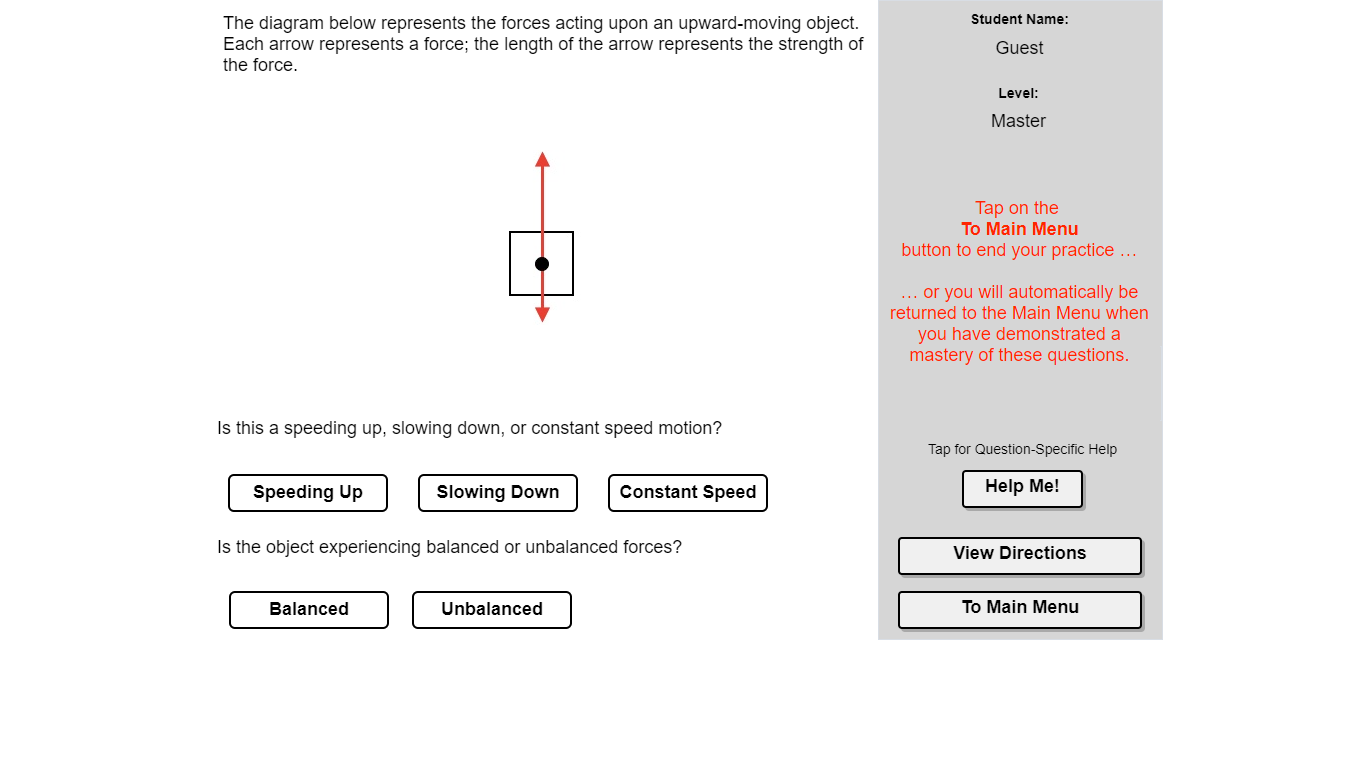 The diagram below represents the forces acting upon an upward-moving object.
Each arrow represents a force; the length of the arrow represents the strength of
the force.
Is this a speeding up, slowing down, or constant speed motion?
Speeding Up
Slowing Down
Constant Speed
Is the object experiencing balanced or unbalanced forces?
Balanced
Unbalanced
Student Name:
Guest
Level:
Master
Tap on the
To Main Menu
button to end your practice …
… or you will automatically be
returned to the Main Menu when
you have demonstrated a
mastery of these questions.
Tap for Question-Specific Help
Help Me!
View Directions
To Main Menu